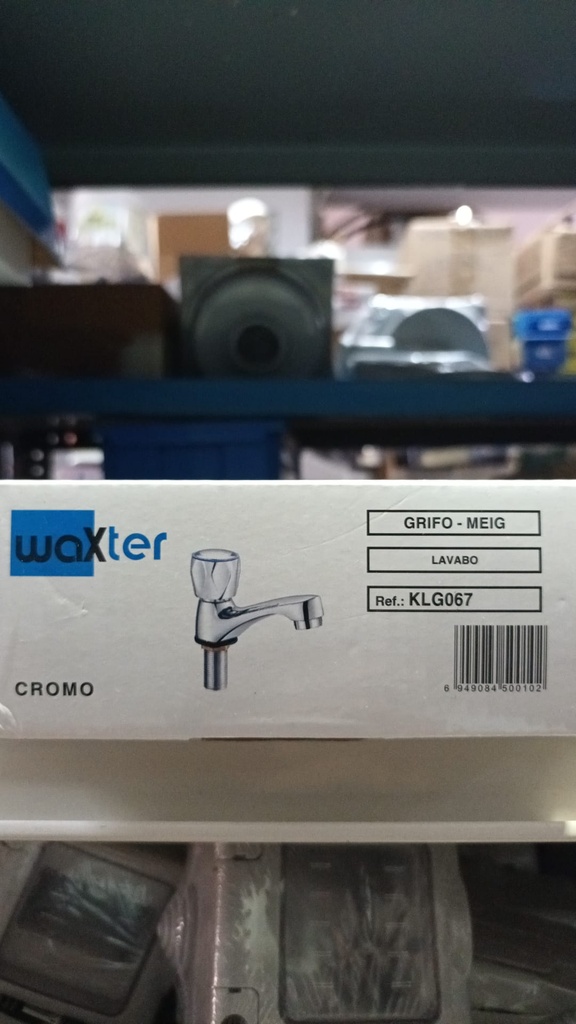 waXter
GRIFO - MEIG
LAVABO
Ref.: KLG067
CROMO
6 949084 500102